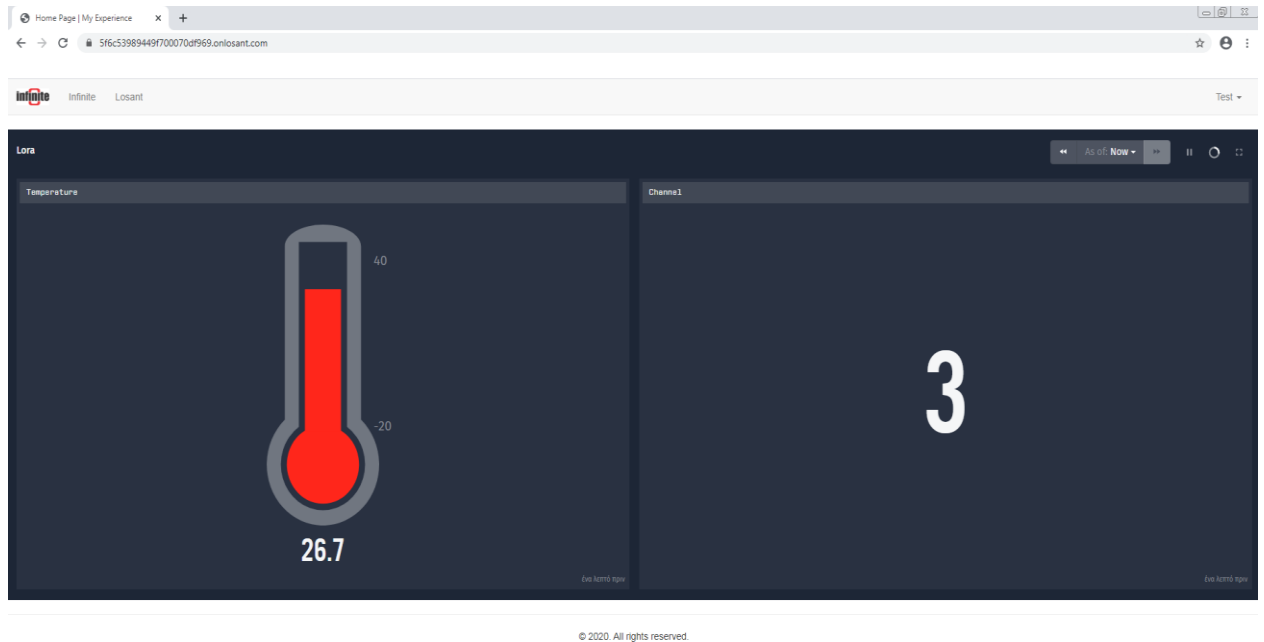 Home Page | My Experience
5f6c53989449f700070df969.onlosant.com
infinite Infinite Losant Test
Lora
As of: Now
Temperature
Channel
40
-20
26.7
3
ένα λεπτό πριν
ένα λεπτό πριν
© 2020. All rights reserved.